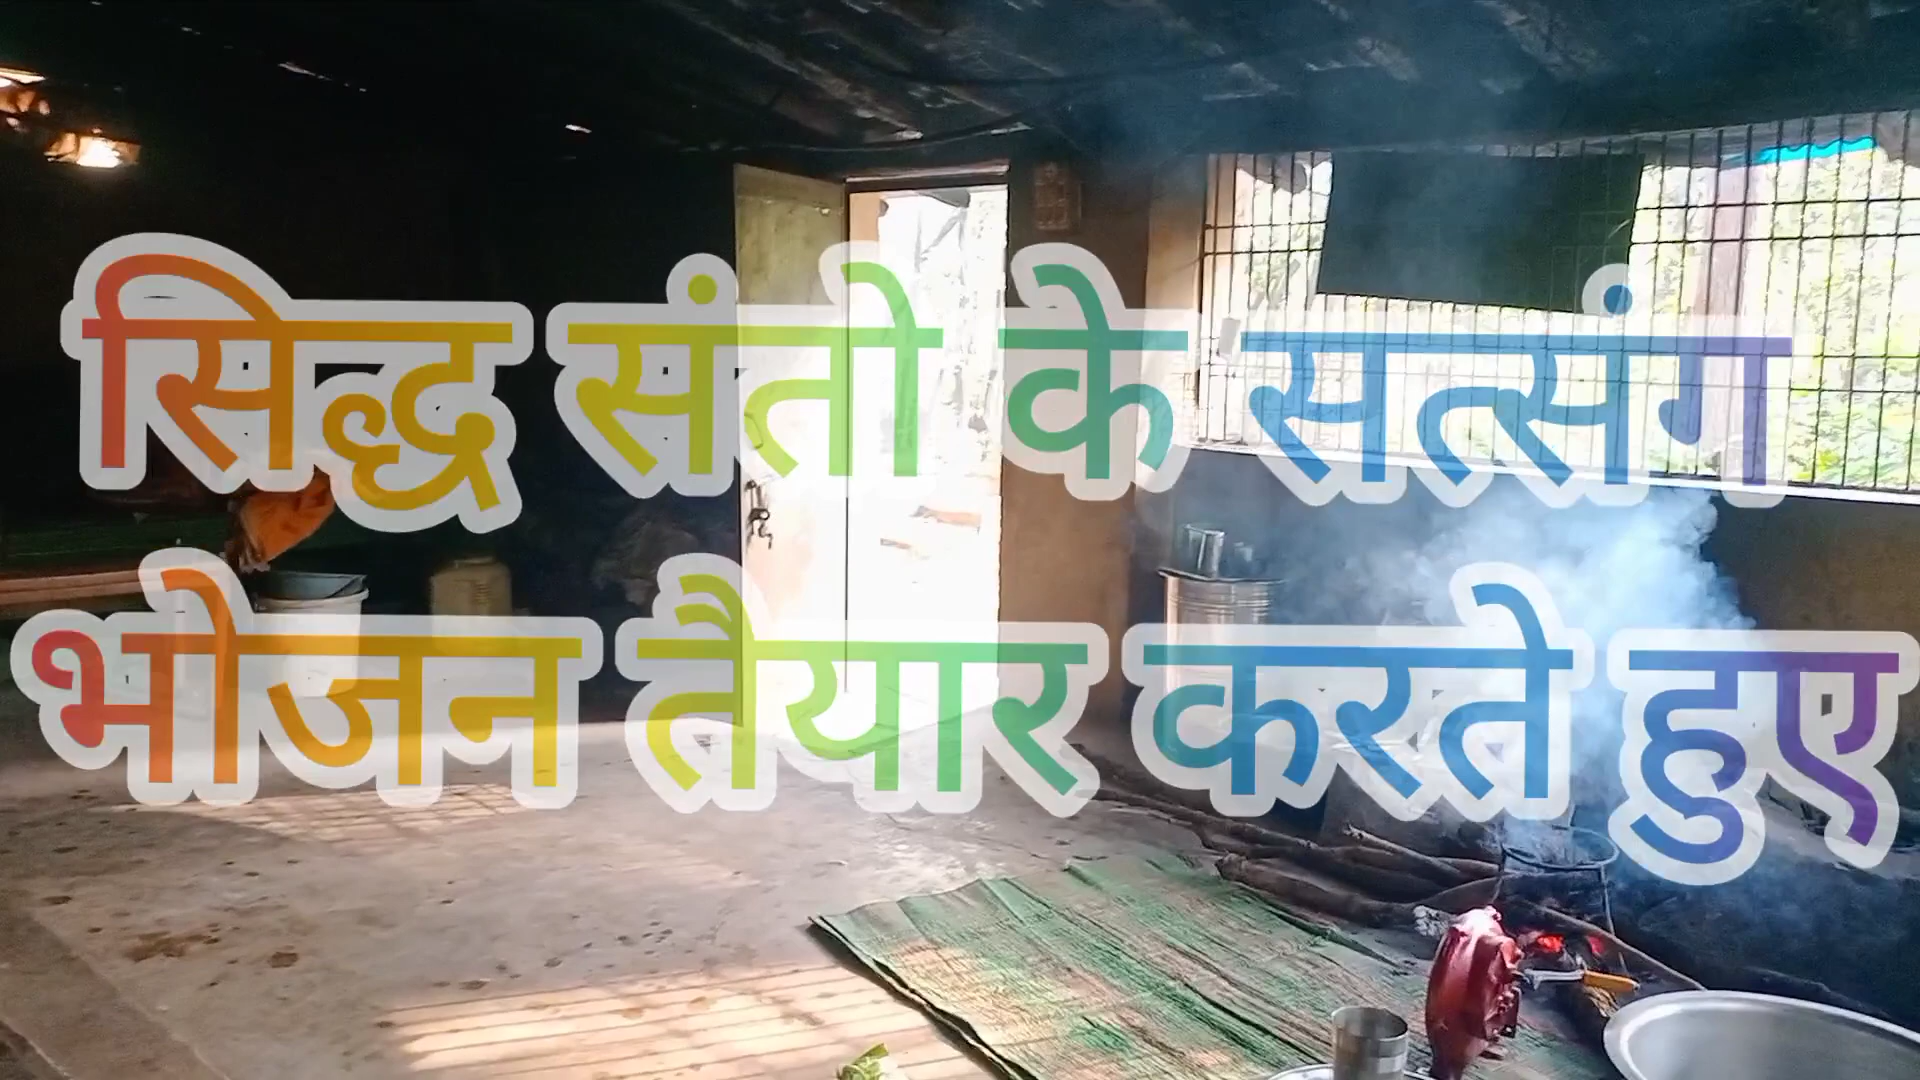 सिद्ध संतो के सत्संग
भोजन तैयार करते हुए